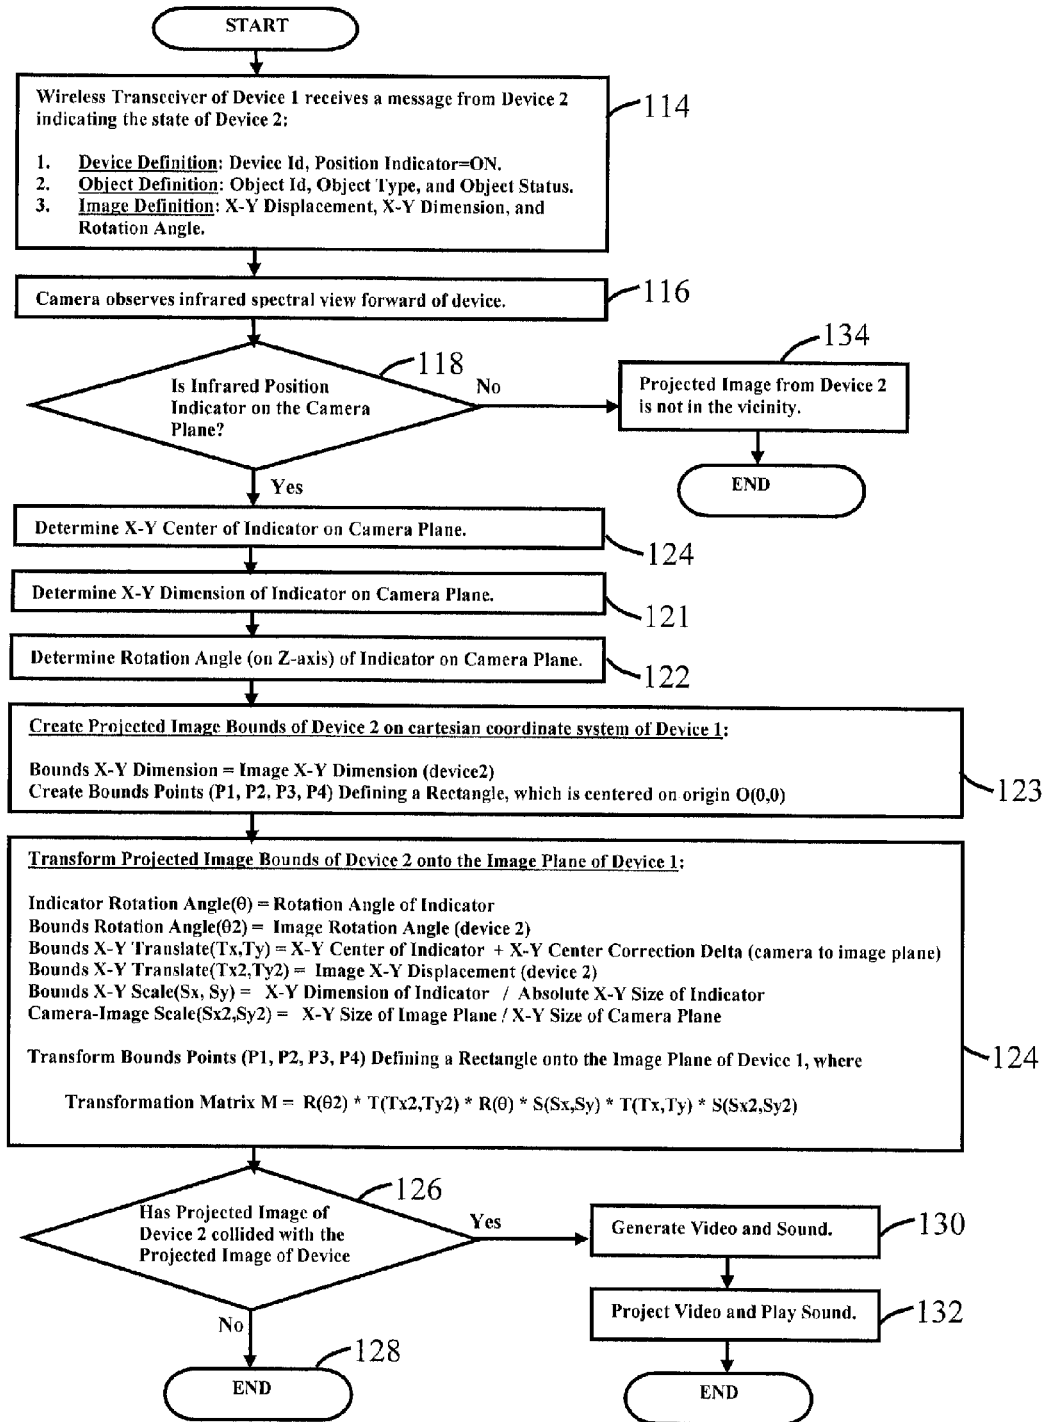 START
Wireless Transceiver of Device 1 receives a message from Device 2
indicating the state of Device 2:
114
1. Device Definition: Device Id, Position Indicator=ON.
2. Object Definition: Object Id, Object Type, and Object Status.
3. Image Definition: X-Y Displacement, X-Y Dimension, and
Rotation Angle.
Camera observes infrared spectral view forward of device.
116
118
Is Infrared Position
Indicator on the Camera
Plane?
No
134
Projected Image from Device 2
is not in the vicinity.
END
Yes
Determine X-Y Center of Indicator on Camera Plane.
124
Determine X-Y Dimension of Indicator on Camera Plane.
121
Determine Rotation Angle (on Z-axis) of Indicator on Camera Plane.
122
Create Projected Image Bounds of Device 2 on cartesian coordinate system of Device 1:
Bounds X-Y Dimension = Image X-Y Dimension (device2)
Create Bounds Points (P1, P2, P3, P4) Defining a Rectangle, which is centered on origin O(0,0)
123
Transform Projected Image Bounds of Device 2 onto the Image Plane of Device 1:
Indicator Rotation Angle(θ) = Rotation Angle of Indicator
Bounds Rotation Angle(θ2) = Image Rotation Angle (device 2)
Bounds X-Y Translate(Tx,Ty) = X-Y Center of Indicator + X-Y Center Correction Delta (camera to image plane)
Bounds X-Y Translate(Tx2,Ty2) = Image X-Y Displacement (device 2)
Bounds X-Y Scale(Sx, Sy) = X-Y Dimension of Indicator / Absolute X-Y Size of Indicator
Camera-Image Scale(Sx2,Sy2) = X-Y Size of Image Plane / X-Y Size of Camera Plane
Transform Bounds Points (P1, P2, P3, P4) Defining a Rectangle onto the Image Plane of Device 1, where
124
Transformation Matrix M = R(θ2) * T(Tx2,Ty2) * R(θ) * S(Sx,Sy) * T(Tx,Ty) * S(Sx2,Sy2)
126
Has Projected Image of
Device 2 collided with the
Projected Image of Device
Yes
Generate Video and Sound.
130
Project Video and Play Sound.
132
No
128
END
END